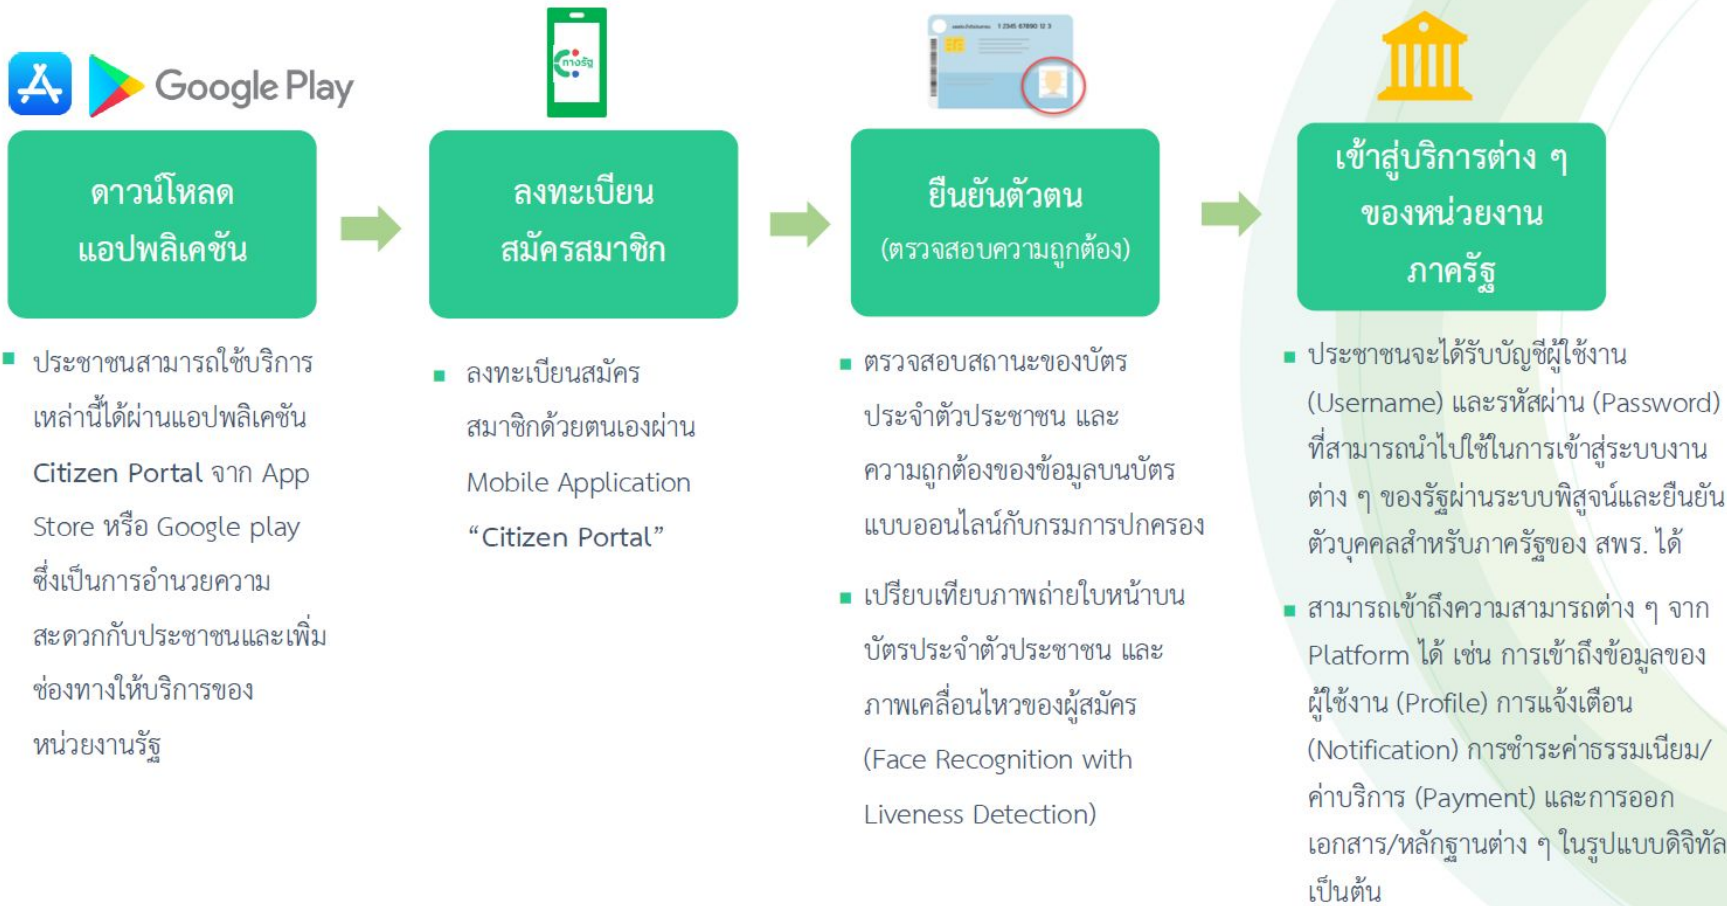 Google Play
ทางรัฐ
1 2345 67890 12 3
ดาวน์โหลด
แอปพลิเคชัน
ลงทะเบียน
สมัครสมาชิก
ยืนยันตัวตน
(ตรวจสอบความถูกต้อง)
เข้าสู่บริการต่าง ๆ
ของหน่วยงาน
ภาครัฐ
ประชาชนสามารถใช้บริการ
เหล่านี้ได้ผ่านแอปพลิเคชัน
Citizen Portal จาก App
Store หรือ Google play
ซึ่งเป็นการอำนวยความ
สะดวกกับประชาชนและเพิ่ม
ช่องทางให้บริการของ
หน่วยงานรัฐ
ลงทะเบียนสมัคร
สมาชิกด้วยตนเองผ่าน
Mobile Application
“Citizen Portal”
ตรวจสอบสถานะของบัตร
ประจำตัวประชาชน และ
ความถูกต้องของข้อมูลบนบัตร
แบบออนไลน์กับกรมการปกครอง
เปรียบเทียบภาพถ่ายใบหน้าบน
บัตรประจำตัวประชาชน และ
ภาพเคลื่อนไหวของผู้สมัคร
(Face Recognition with
Liveness Detection)
ประชาชนจะได้รับบัญชีผู้ใช้งาน
(Username) และรหัสผ่าน (Password)
ที่สามารถนำไปใช้ในการเข้าสู่ระบบงาน
ต่าง ๆ ของรัฐผ่านระบบพิสูจน์และยืนยัน
ตัวบุคคลสำหรับภาครัฐของ สพร. ได้
สามารถเข้าถึงความสามารถต่าง ๆ จาก
Platform ได้ เช่น การเข้าถึงข้อมูลของ
ผู้ใช้งาน (Profile) การแจ้งเตือน
(Notification) การชำระค่าธรรมเนียม/
ค่าบริการ (Payment) และการออก
เอกสาร/หลักฐานต่าง ๆ ในรูปแบบดิจิทัล
เป็นต้น